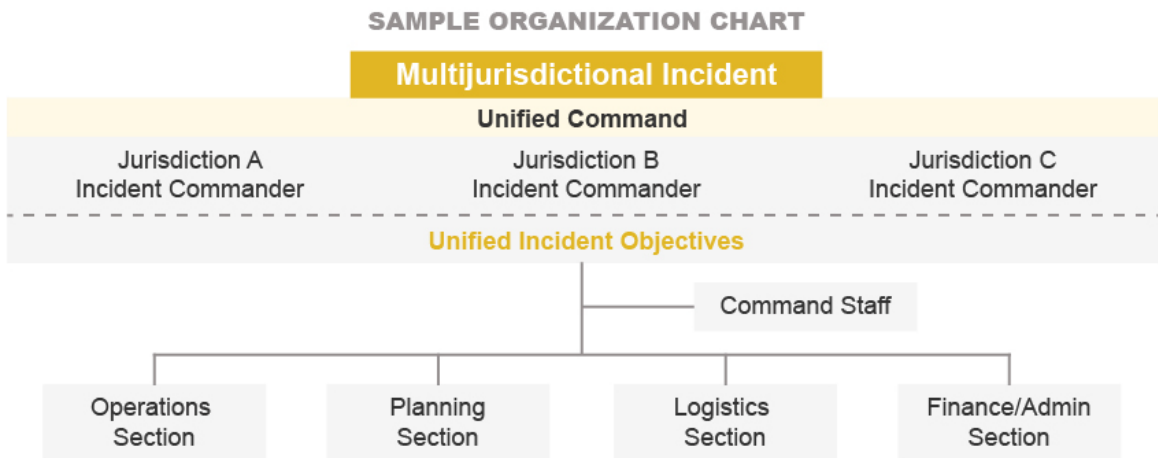 SAMPLE ORGANIZATION CHART
Multijurisdictional Incident
Unified Command
Jurisdiction A
Incident Commander
Jurisdiction B
Incident Commander
Jurisdiction C
Incident Commander
Unified Incident Objectives
Command Staff
Operations
Section
Planning
Section
Logistics
Section
Finance/Admin
Section